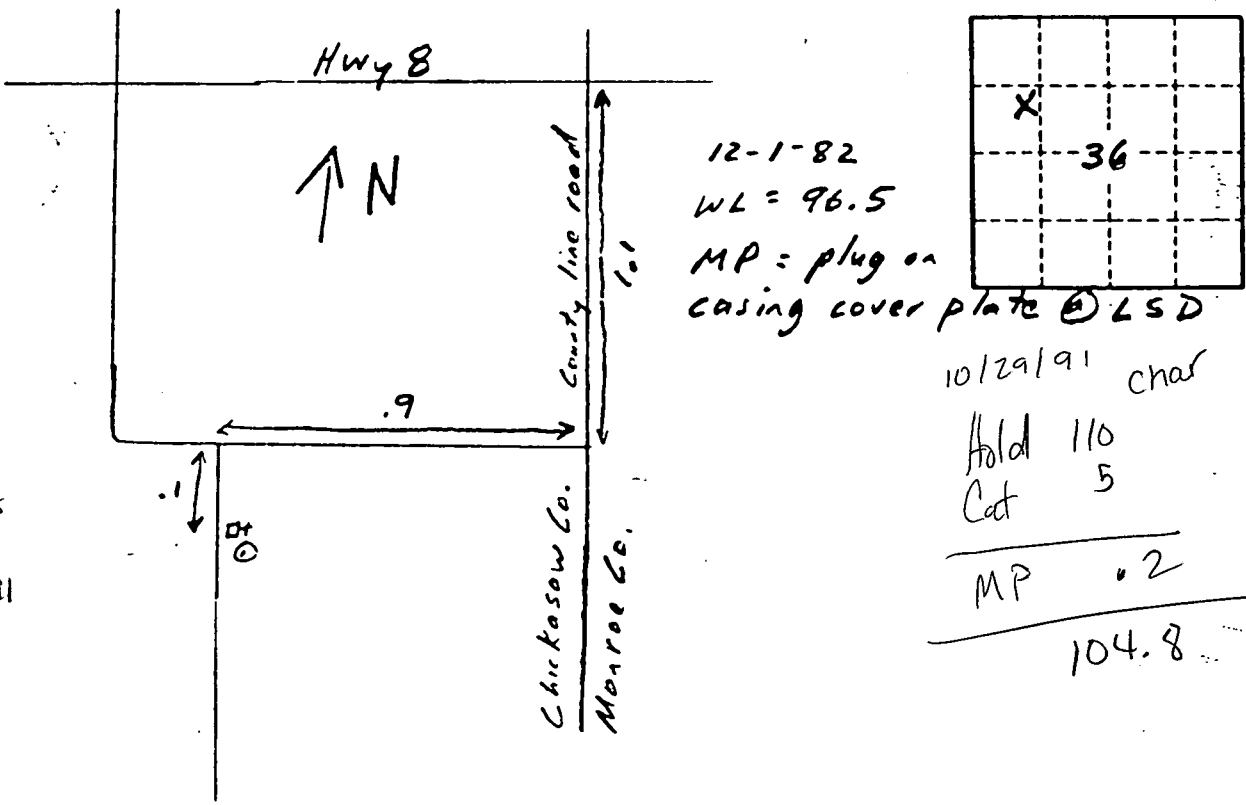 Hwy 8
↑ N
County line road
1.1
.9
.1
Chickasaw Co.
Monroe Co.
12-1-82
WL = 96.5
MP = plug on
casing cover plate @ LSD
X
36
10/29/91 char
Hold 110
Cut 5
MP .2
104.8